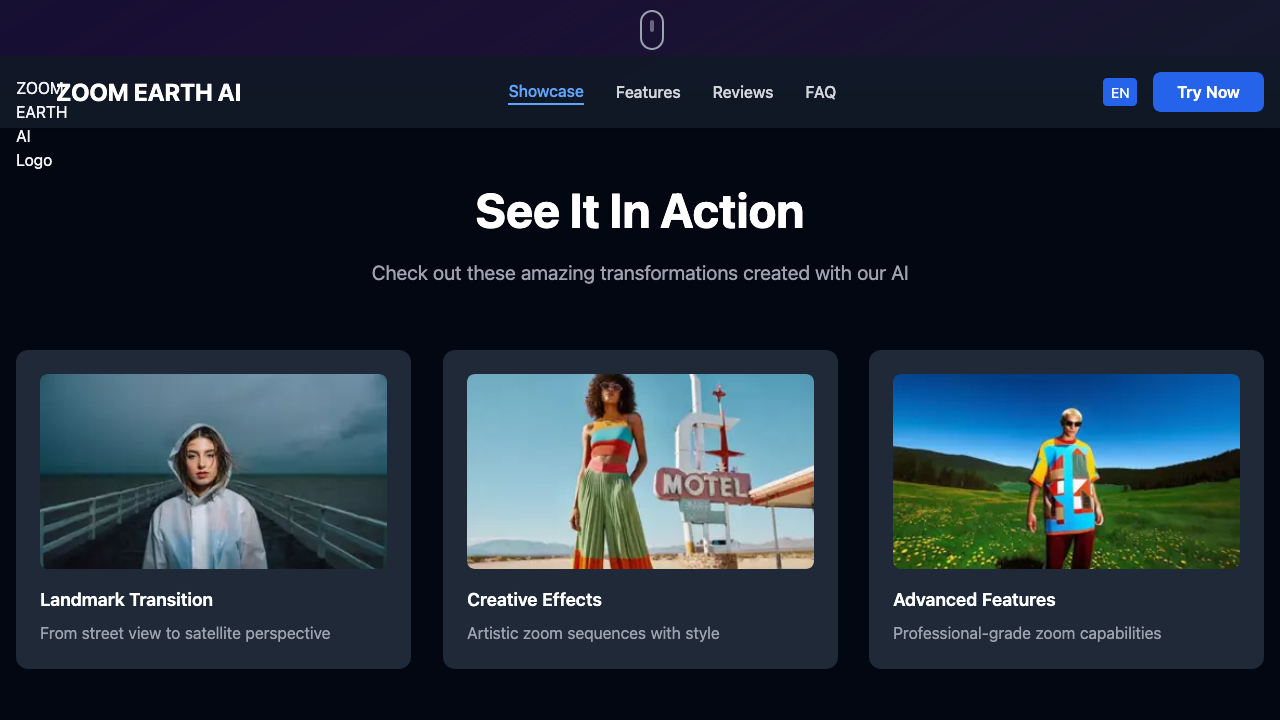 ZOOM
EARTH
AI
Logo
ZOOM EARTH AI
Showcase
Features
Reviews
FAQ
EN
Try Now
See It In Action
Check out these amazing transformations created with our AI
MOTEL
Landmark Transition
From street view to satellite perspective
Creative Effects
Artistic zoom sequences with style
Advanced Features
Professional-grade zoom capabilities